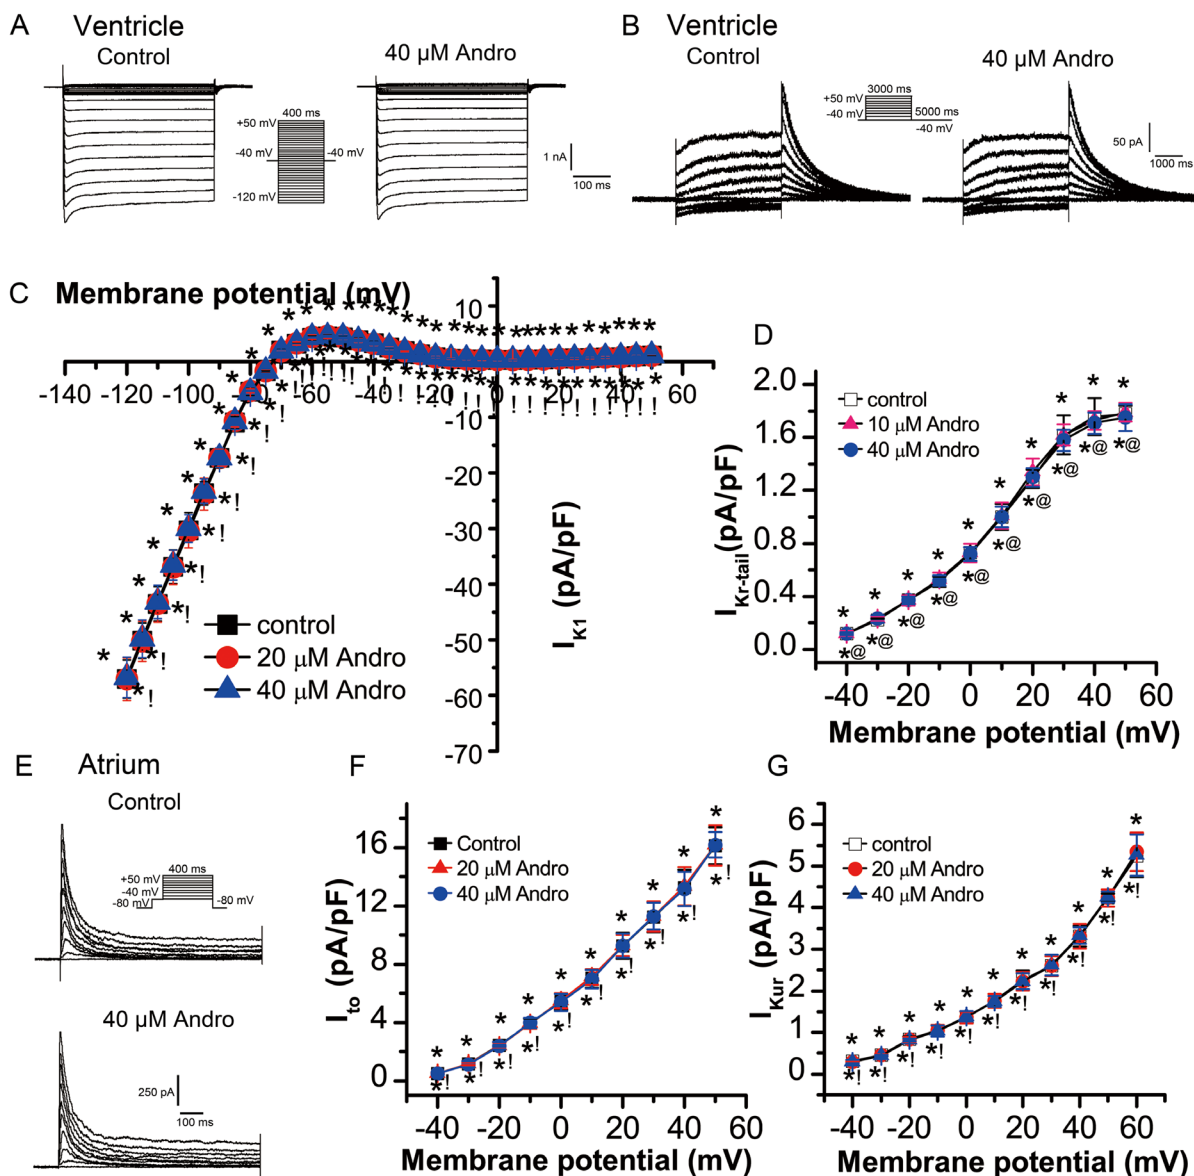 A
Ventricle
Control
40 µM Andro
400 ms
+50 mV
-40 mV
-40 mV
-120 mV
1 nA
100 ms
B
Ventricle
Control
40 µM Andro
3000 ms
+50 mV
-40 mV
5000 ms
-40 mV
50 pA
1000 ms
C
Membrane potential (mV)
10
-140 -120 -100 -80 -60 -40 20 40 60
-10
-20
-30
-40
-50
-60
-70
I K1 (pA/pF)
control
20 µM Andro
40 µM Andro
D
2.0
1.6
1.2
0.8
0.4
0.0
I Kr-tail (pA/pF)
control
10 µM Andro
40 µM Andro
-40 -20 0 20 40 60
Membrane potential (mV)
E
Atrium
Control
400 ms
+50 mV
-40 mV
-80 mV
-80 mV
40 µM Andro
250 pA
100 ms
F
16
12
8
4
0
I to (pA/pF)
Control
20 µM Andro
40 µM Andro
-40 -20 0 20 40 60
Membrane potential (mV)
G
6
5
4
3
2
1
0
I Kur (pA/pF)
control
20 µM Andro
40 µM Andro
-40 -20 0 20 40 60
Membrane potential (mV)